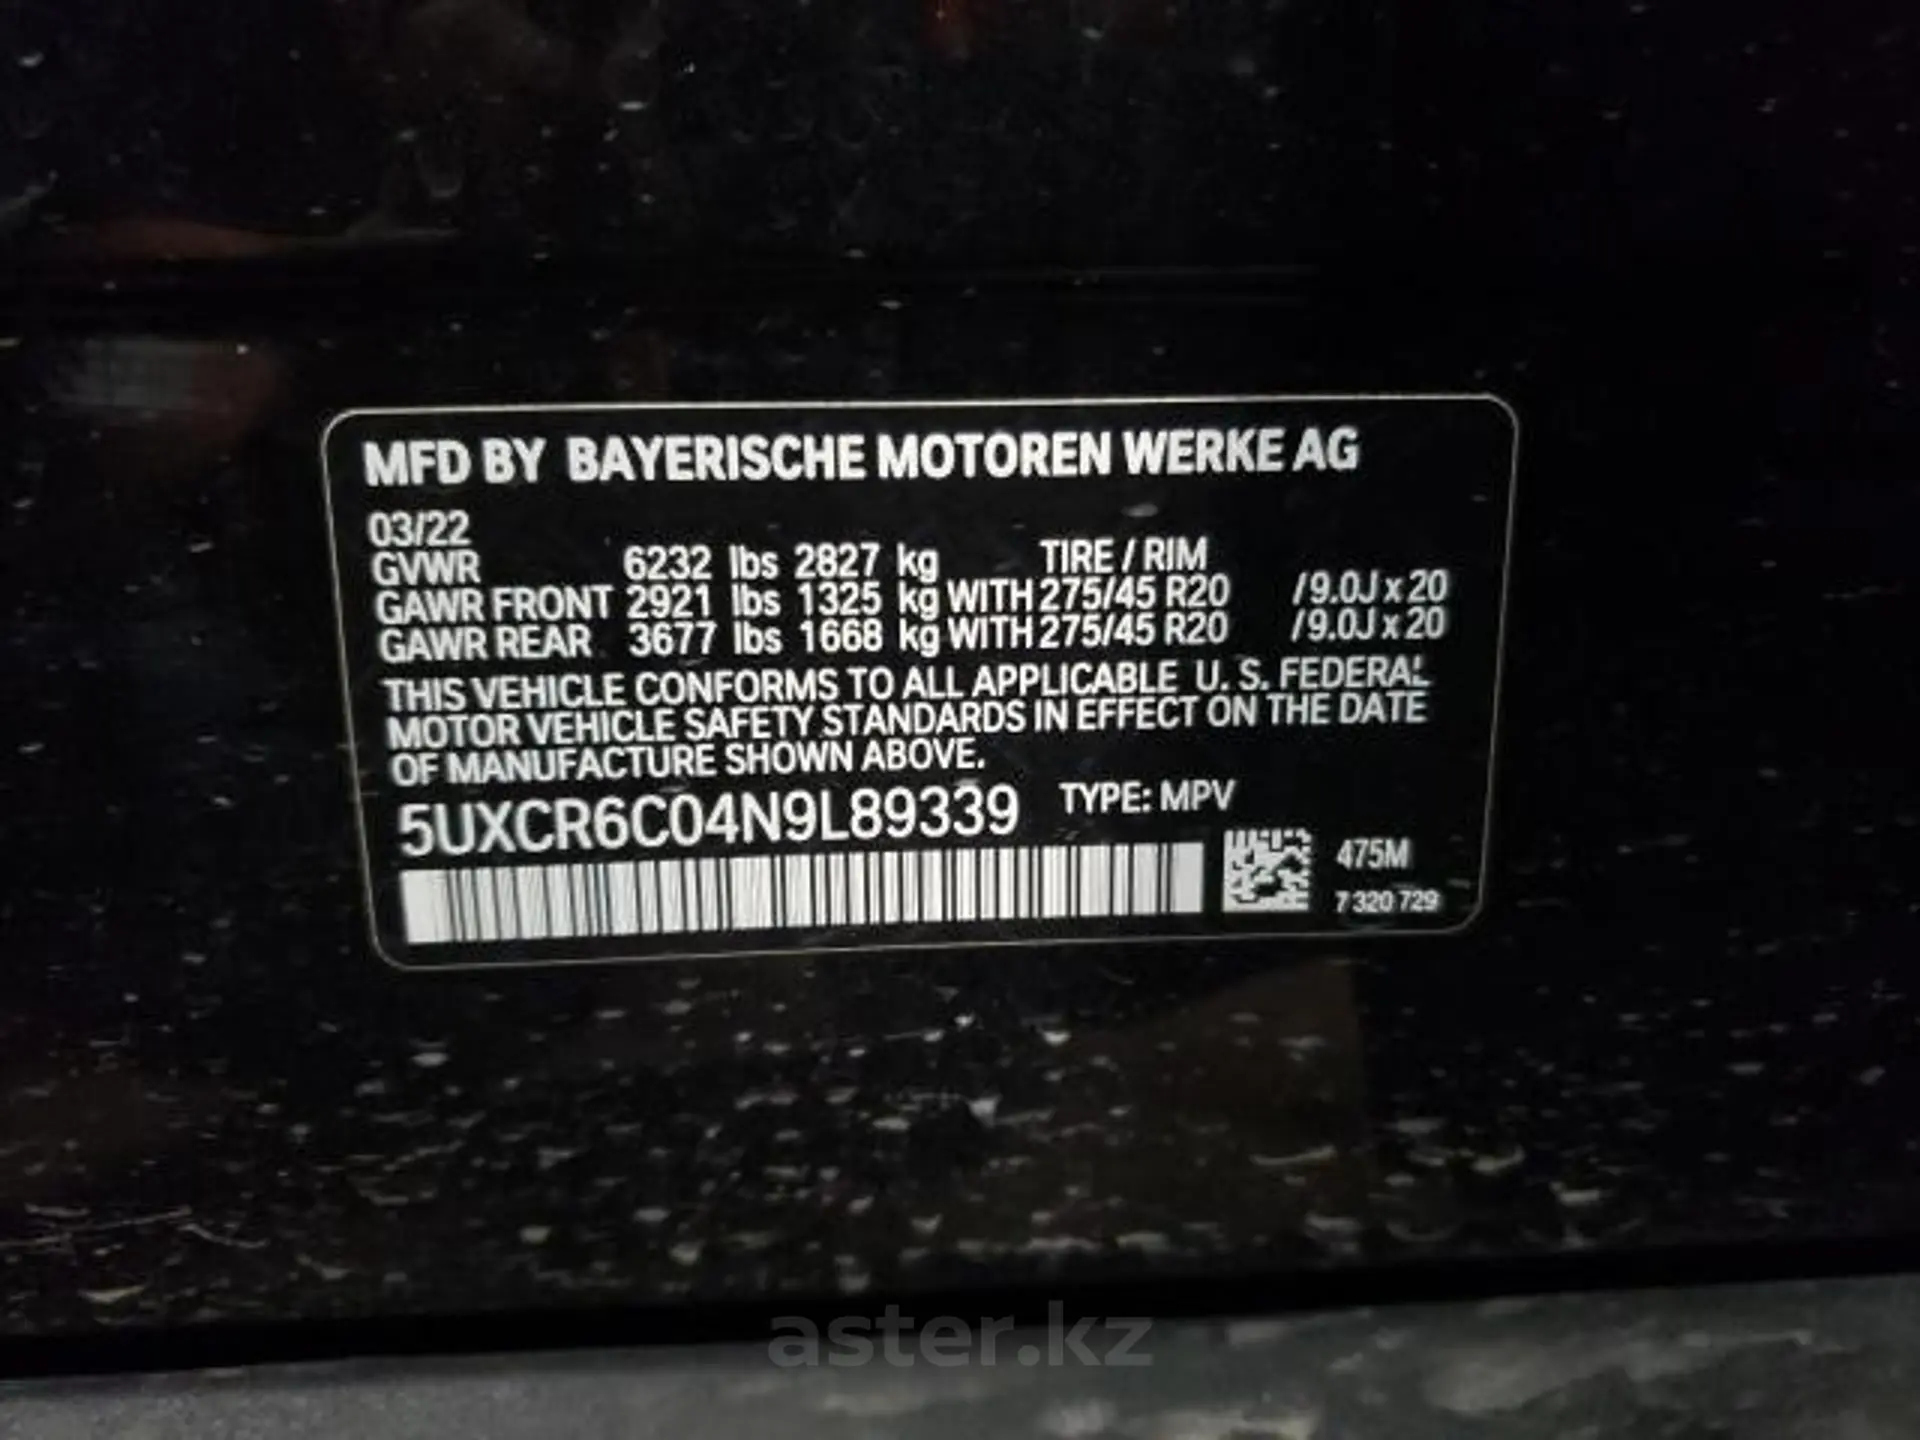 MFD BY BAYERISCHE MOTOREN WERKE AG
03/22
GVWR 6232 lbs 2827 kg TIRE / RIM
GAWR FRONT 2921 lbs 1325 kg WITH 275/45 R20 /9.0J x 20
GAWR REAR 3677 lbs 1668 kg WITH 275/45 R20 /9.0J x 20
THIS VEHICLE CONFORMS TO ALL APPLICABLE U. S. FEDERAL
MOTOR VEHICLE SAFETY STANDARDS IN EFFECT ON THE DATE
OF MANUFACTURE SHOWN ABOVE.
5UXCR6C04N9L89339 TYPE: MPV
475M
7 320 729
aster.kz